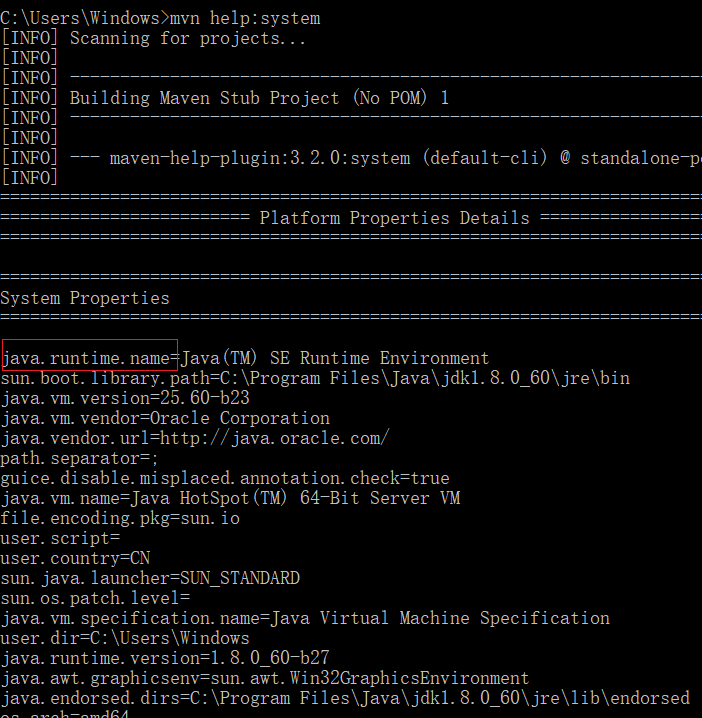 C:\Users\Windows>mvn help:system
[INFO] Scanning for projects...
[INFO]
[INFO] ------------------------------------------------------------------------
[INFO] Building Maven Stub Project (No POM) 1
[INFO] ------------------------------------------------------------------------
[INFO]
[INFO] --- maven-help-plugin:3.2.0:system (default-cli) @ standalone-po
[INFO]
=======================================================================
========================= Platform Properties Details =================
=======================================================================
=======================================================================
System Properties
=======================================================================
java.runtime.name=Java(TM) SE Runtime Environment
sun.boot.library.path=C:\Program Files\Java\jdk1.8.0_60\jre\bin
java.vm.version=25.60-b23
java.vm.vendor=Oracle Corporation
java.vendor.url=http://java.oracle.com/
path.separator=;
guice.disable.misplaced.annotation.check=true
java.vm.name=Java HotSpot(TM) 64-Bit Server VM
file.encoding.pkg=sun.io
user.script=
user.country=CN
sun.java.launcher=SUN_STANDARD
sun.os.patch.level=
java.vm.specification.name=Java Virtual Machine Specification
user.dir=C:\Users\Windows
java.runtime.version=1.8.0_60-b27
java.awt.graphicsenv=sun.awt.Win32GraphicsEnvironment
java.endorsed.dirs=C:\Program Files\Java\jdk1.8.0_60\jre\lib\endorsed
os.arch=amd64